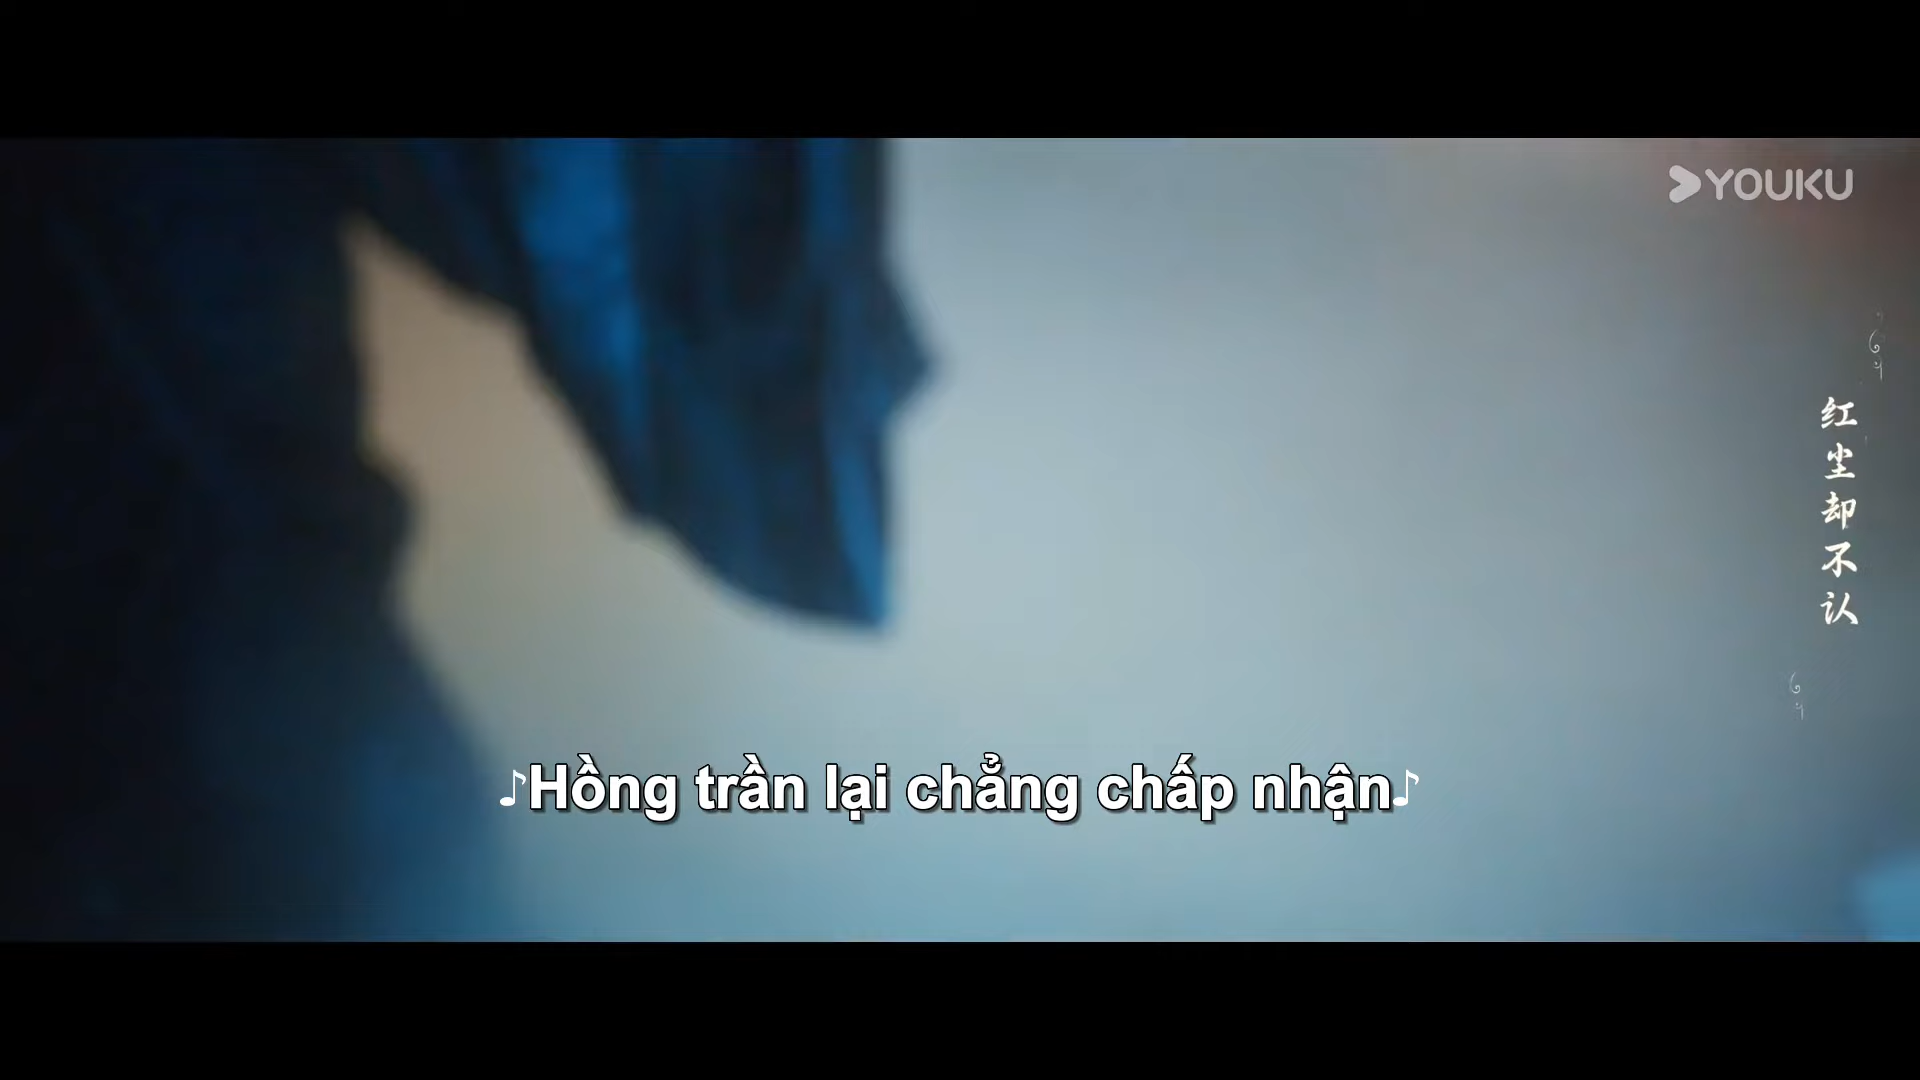 YOUKU
红尘却不认
♪Hồng trần lại chẳng chấp nhận♪